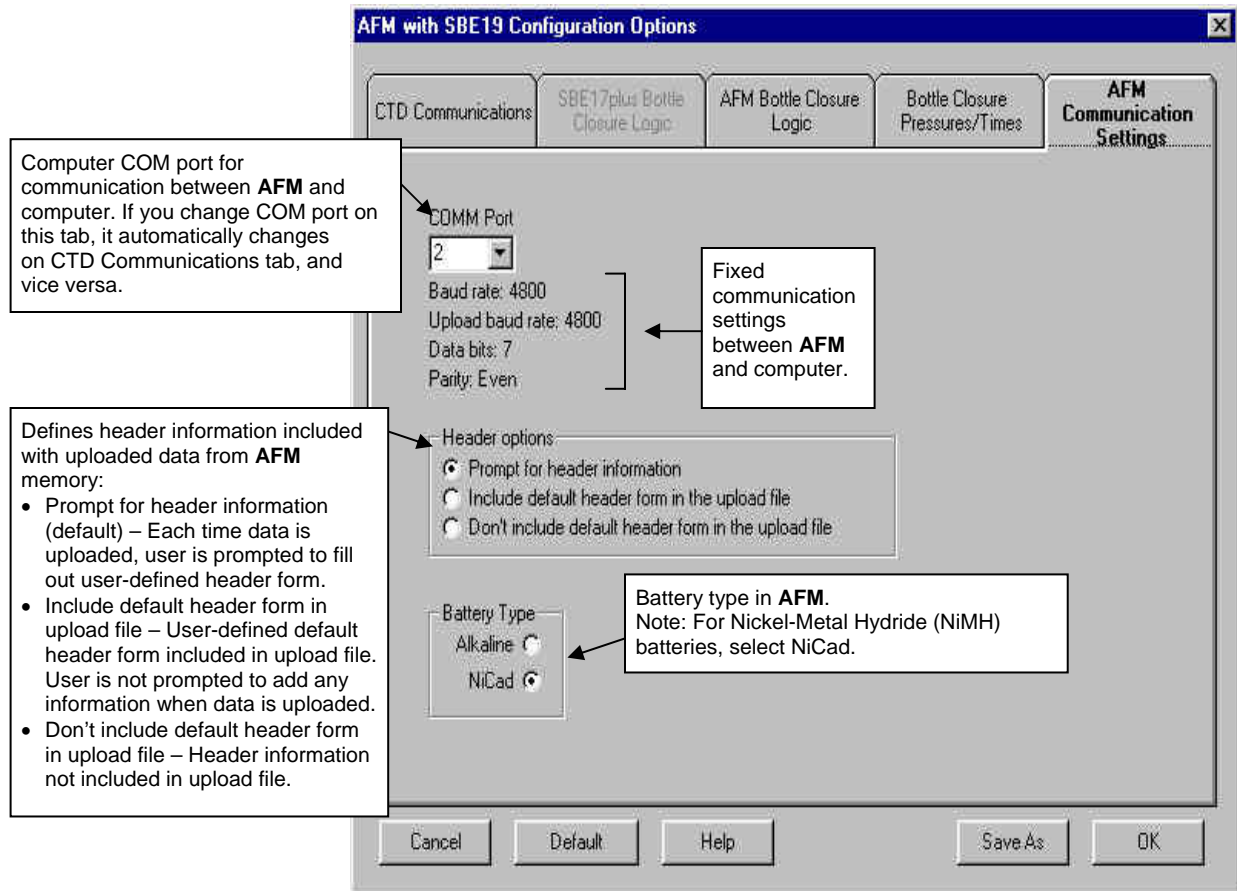 AFM with SBE19 Configuration Options
CTD Communications
SBE17plus Bottle
Closure Logic
AFM Bottle Closure
Logic
Bottle Closure
Pressures/Times
AFM
Communication
Settings
Computer COM port for
communication between AFM and
computer. If you change COM port on
this tab, it automatically changes
on CTD Communications tab, and
vice versa.
COMM Port
2
Baud rate: 4800
Upload baud rate: 4800
Data bits: 7
Parity: Even
Fixed
communication
settings
between AFM
and computer.
Defines header information included
with uploaded data from AFM
memory:
• Prompt for header information
(default) – Each time data is
uploaded, user is prompted to fill
out user-defined header form.
• Include default header form in
upload file – User-defined default
header form included in upload file.
User is not prompted to add any
information when data is uploaded.
• Don't include default header form
in upload file – Header information
not included in upload file.
Header options
Prompt for header information
Include default header form in the upload file
Don't include default header form in the upload file
Battery Type
Alkaline
NiCad
Battery type in AFM.
Note: For Nickel-Metal Hydride (NiMH)
batteries, select NiCad.
Cancel
Default
Help
Save As
OK